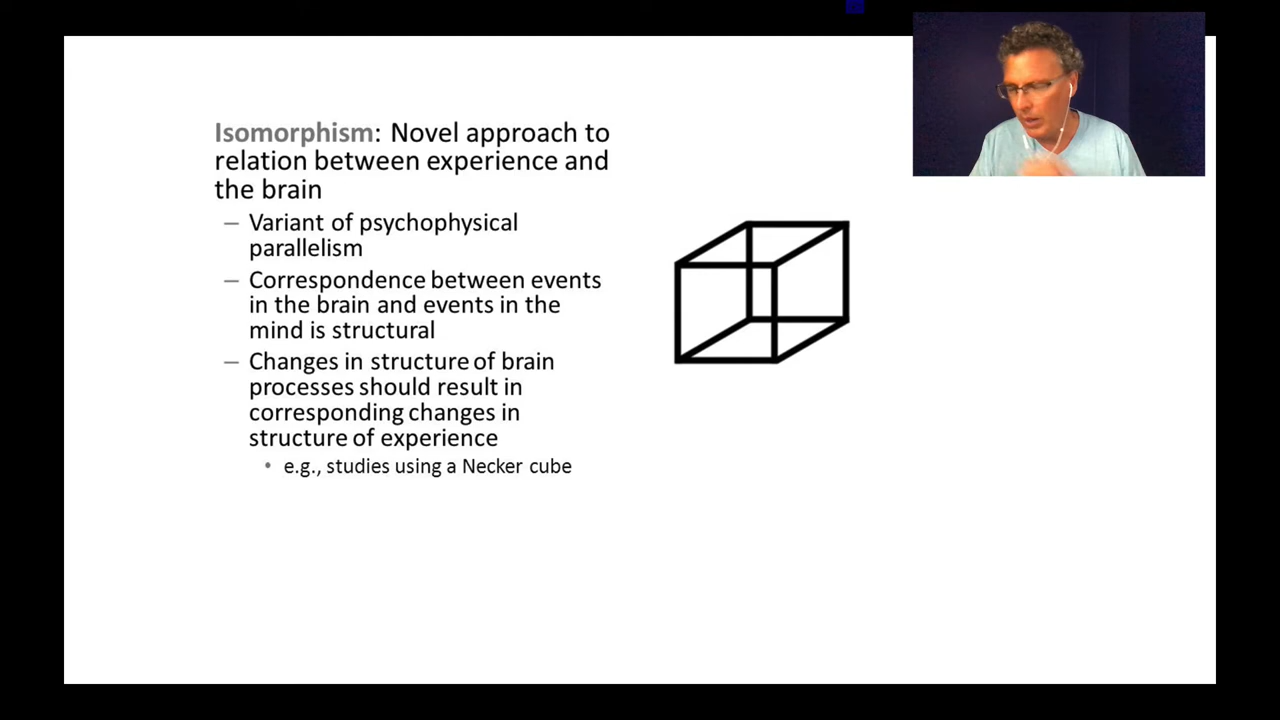 Isomorphism: Novel approach to
relation between experience and
the brain
– Variant of psychophysical
parallelism
– Correspondence between events
in the brain and events in the
mind is structural
– Changes in structure of brain
processes should result in
corresponding changes in
structure of experience
• e.g., studies using a Necker cube